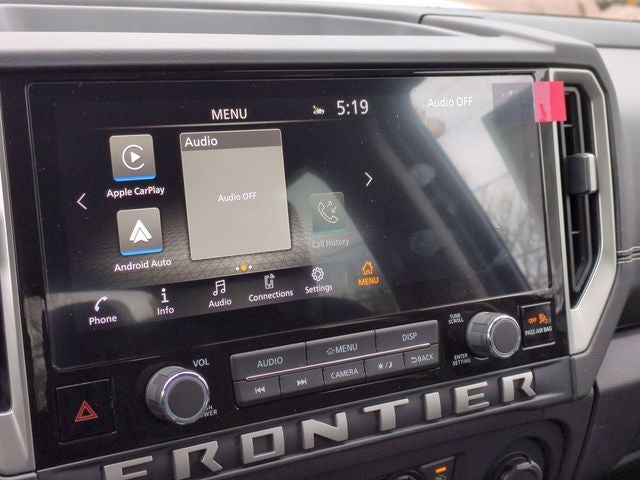 MENU 5:19 Audio OFF
Audio
Apple CarPlay
Audio OFF
Call History
Android Auto
Phone Info Audio Connections Settings MENU
VOL AUDIO MENU DISP TUNE
SCROLL
CAMERA BACK ENTER
SETTING
OFF
PASS AIR BAG
FRONTIER